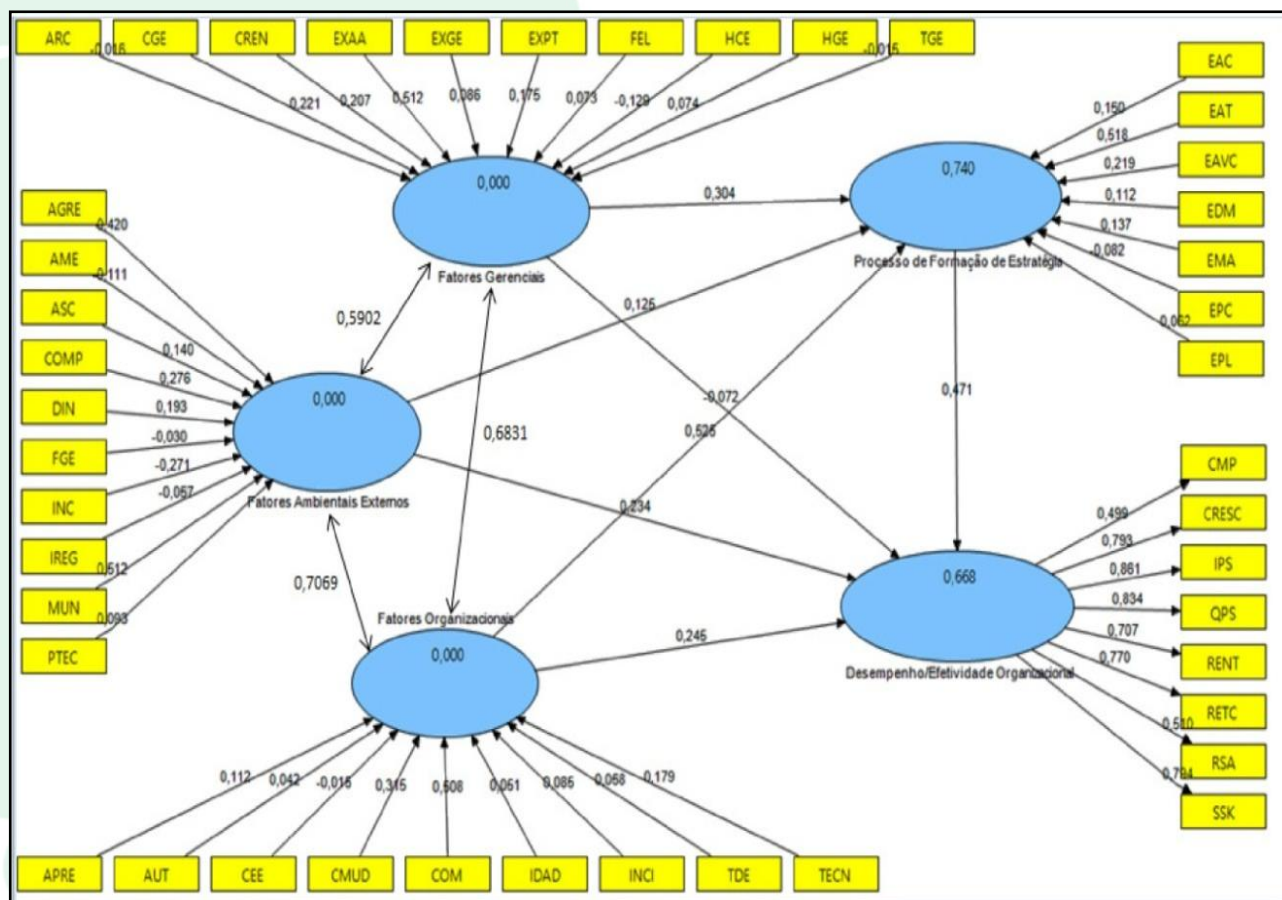 ARC
CGE
CREN
EXAA
EXGE
EXPT
FEL
HCE
HGE
TGE
-0,016
0,221
0,207
0,512
0,086
0,175
0,073
-0,129
0,074
-0,015
0,000
Fatores Gerenciais
EAC
EAT
EAVC
EDM
EMA
EPC
EPL
0,150
0,518
0,219
0,112
0,137
-0,082
0,062
0,740
Processo de Formação de Estratégia
0,304
0,125
0,525
-0,072
0,471
0,234
0,246
0,5902
0,6831
0,7069
AGRE
AME
ASC
COMP
DIN
FGE
INC
IREG
MUN
PTEC
0,420
-0,111
0,140
0,276
0,193
-0,030
-0,271
-0,067
0,512
0,093
0,000
Fatores Ambientais Externos
Fatores Organizacionais
0,000
0,112
0,042
-0,016
0,315
0,508
0,051
0,086
0,068
0,179
APRE
AUT
CEE
CMUD
COM
IDAD
INCI
TDE
TECN
0,668
Desempenho/Efetividade Organizacional
0,499
0,793
0,861
0,834
0,707
0,770
0,510
0,794
CMP
CRESC
IPS
QPS
RENT
RETC
RSA
SSK